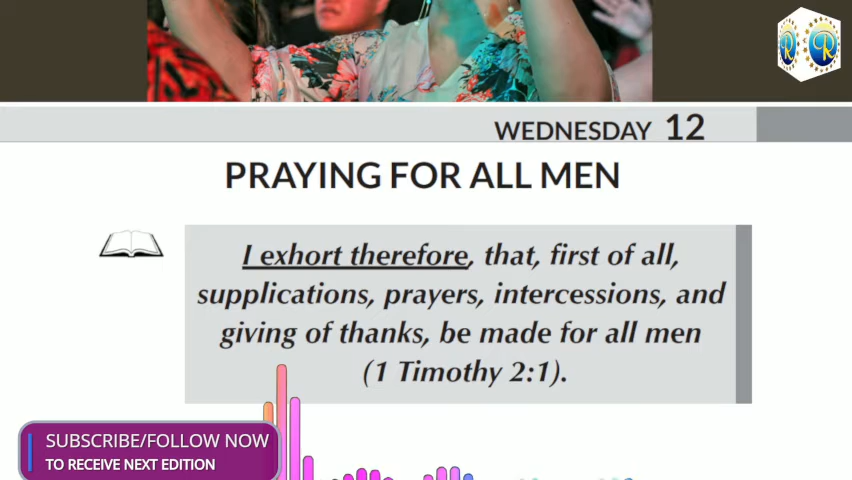 WEDNESDAY 12
PRAYING FOR ALL MEN
I exhort therefore, that, first of all,
supplications, prayers, intercessions, and
giving of thanks, be made for all men
(1 Timothy 2:1).
SUBSCRIBE/FOLLOW NOW
TO RECEIVE NEXT EDITION